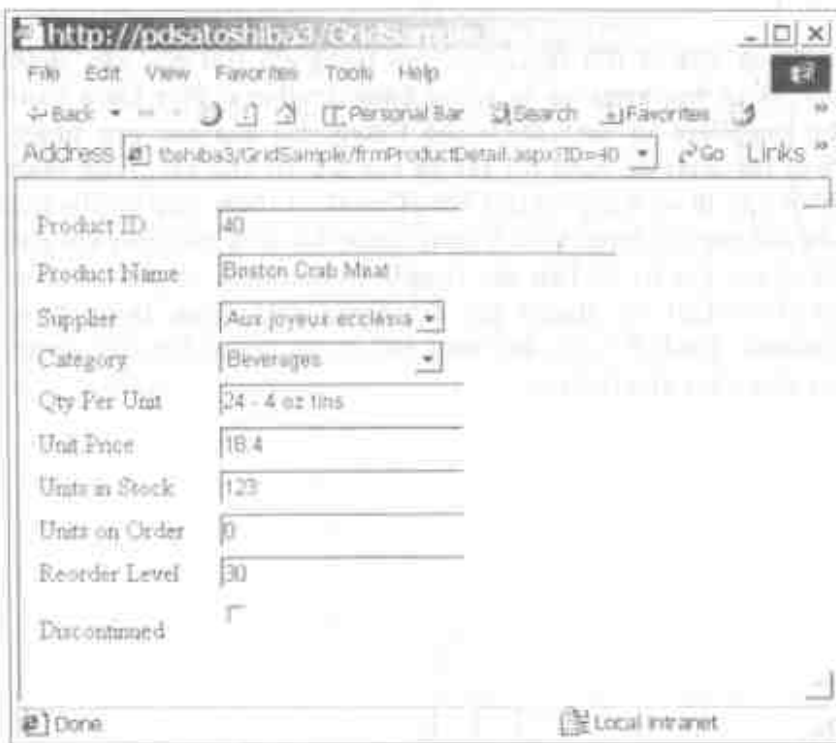 http://pdsatoshiba3/GridSample
File Edit View Favorites Tools Help
Back Personal Bar Search Favorites
Address toshiba3/GridSample/frmProductDetail.aspx?ID=40 Go Links
Product ID 40
Product Name Boston Crab Meat
Supplier Aux joyeux ecclésia
Category Beverages
Qty Per Unit 24 - 4 oz tins
Unit Price 18.4
Units in Stock 123
Units on Order 0
Reorder Level 30
Discontinued
Done Local intranet